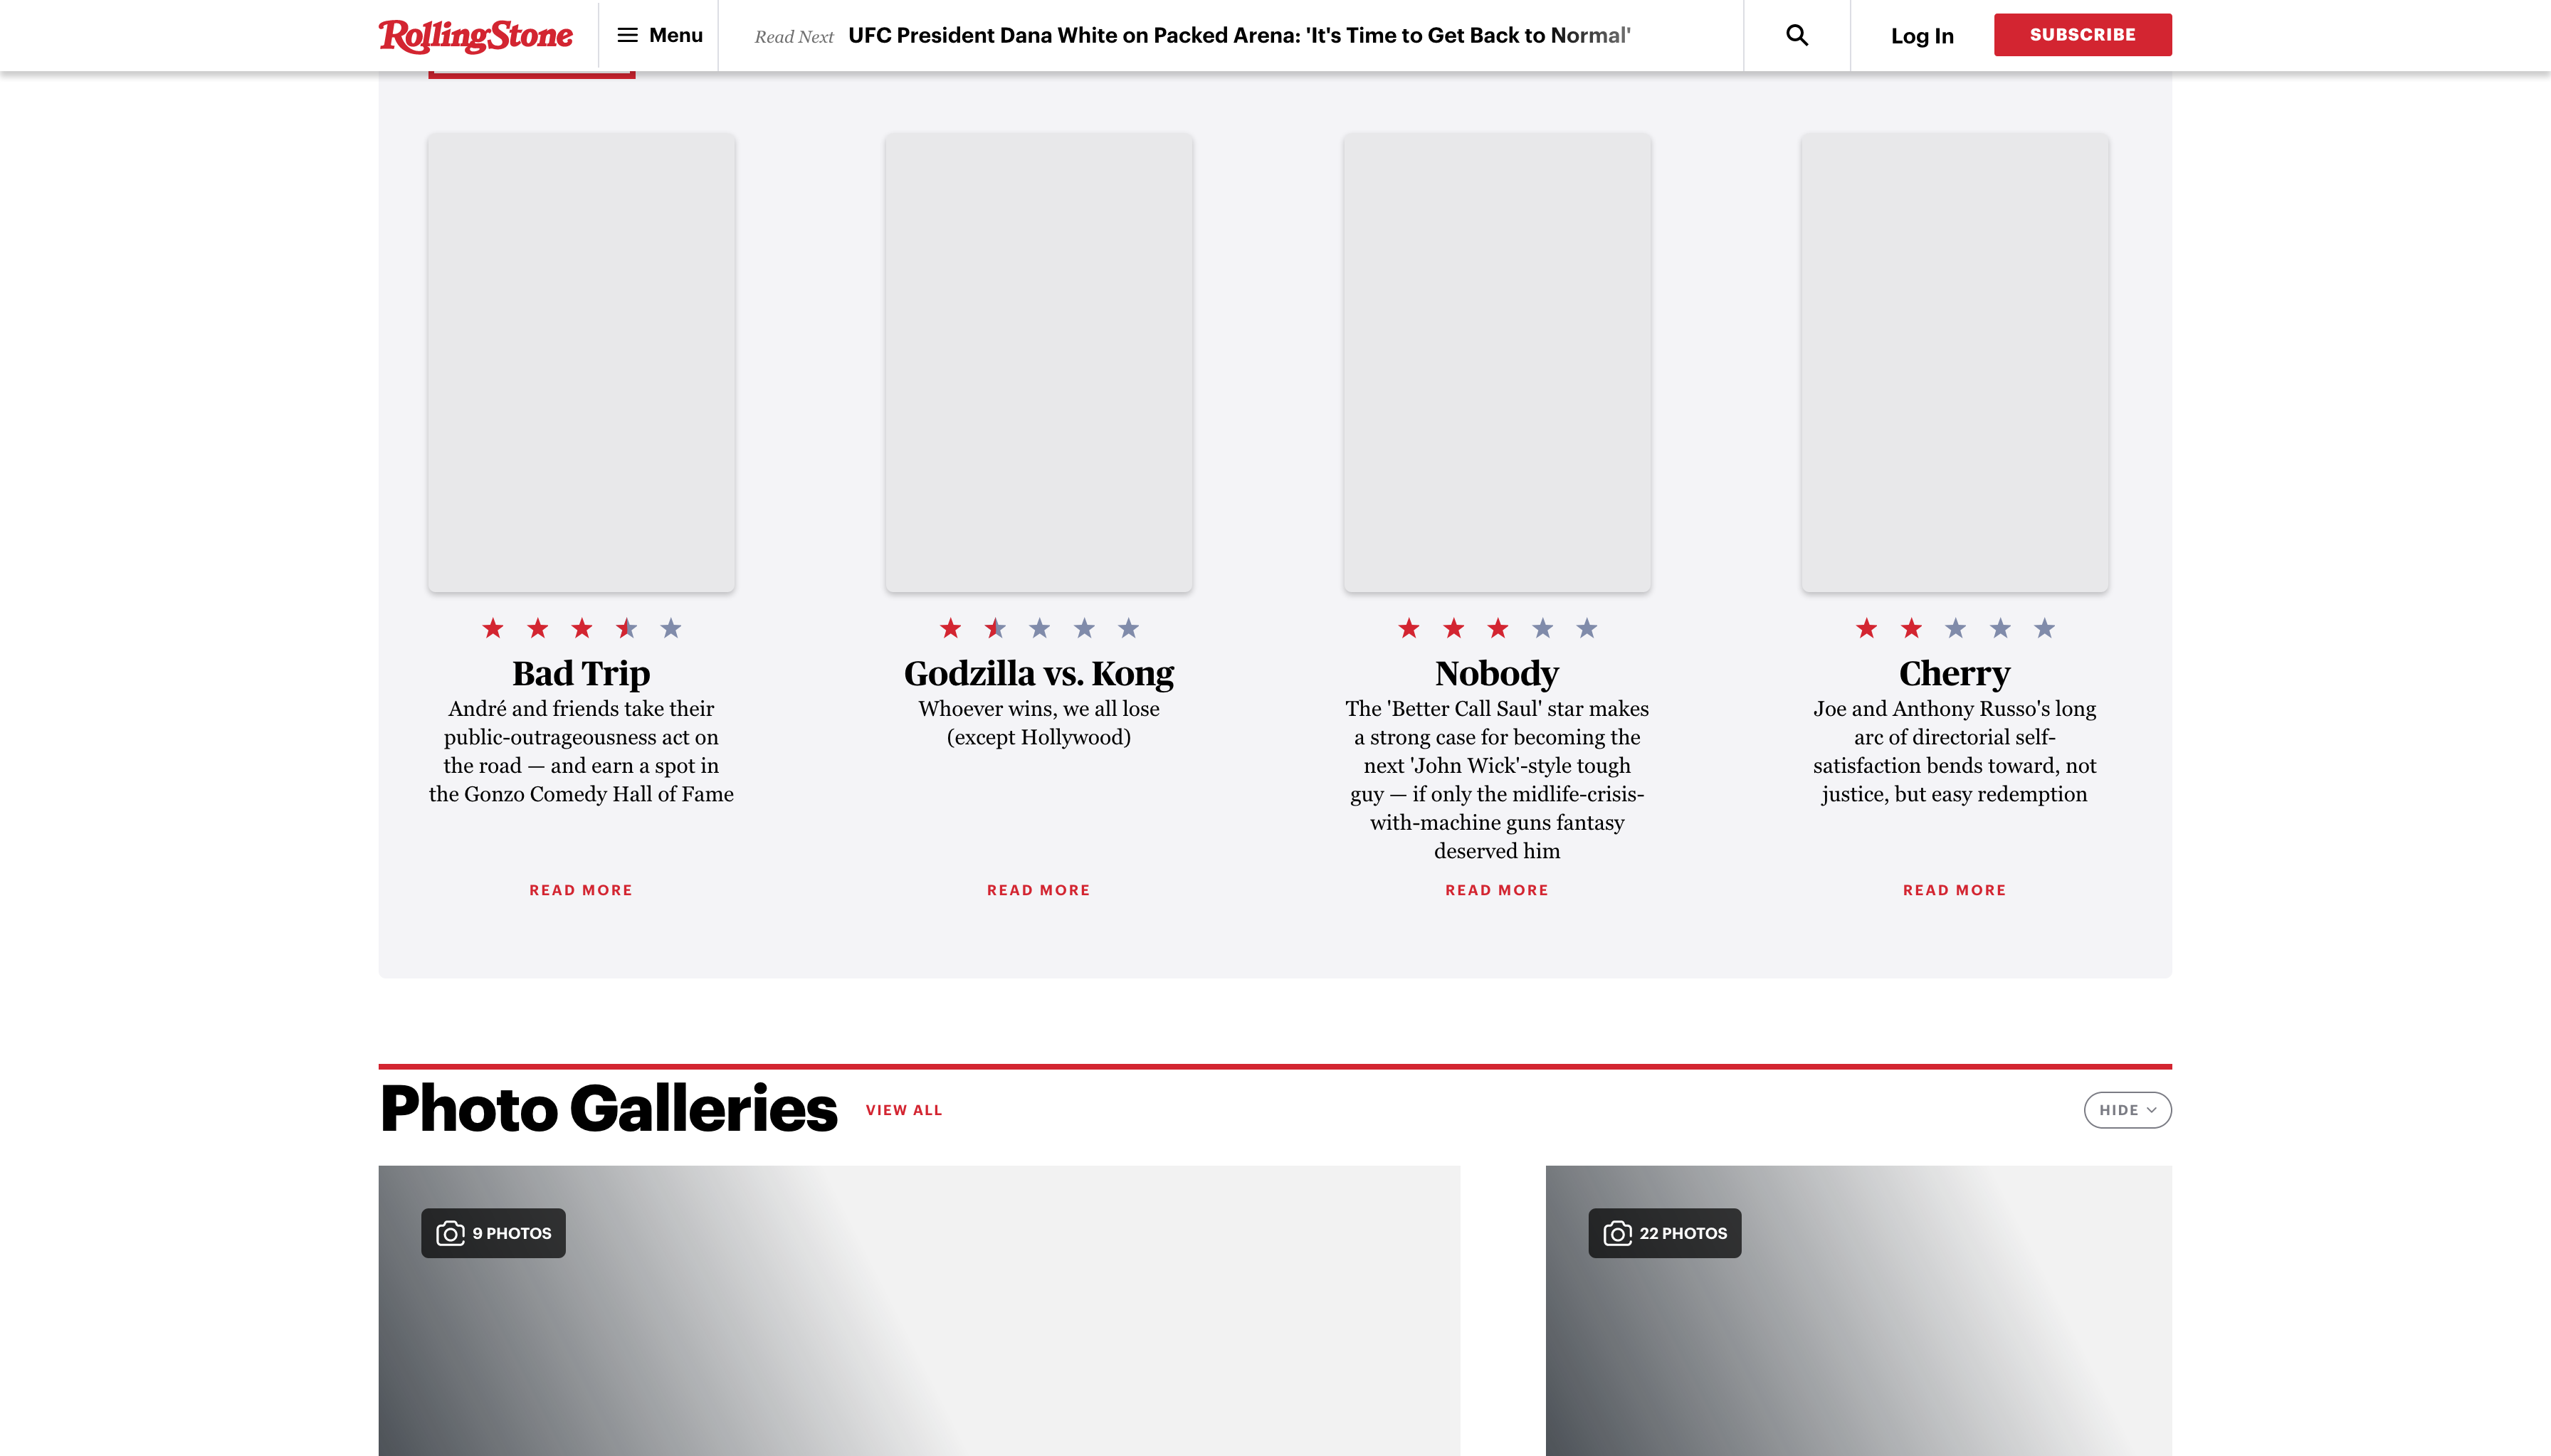 RollingStone
Menu
Read Next UFC President Dana White on Packed Arena: 'It's Time to Get Back to Normal'
Log In
SUBSCRIBE
Bad Trip
André and friends take their
public-outrageousness act on
the road — and earn a spot in
the Gonzo Comedy Hall of Fame
READ MORE
Godzilla vs. Kong
Whoever wins, we all lose
(except Hollywood)
READ MORE
Nobody
The 'Better Call Saul' star makes
a strong case for becoming the
next 'John Wick'-style tough
guy — if only the midlife-crisis-
with-machine guns fantasy
deserved him
READ MORE
Cherry
Joe and Anthony Russo's long
arc of directorial self-
satisfaction bends toward, not
justice, but easy redemption
READ MORE
Photo Galleries
VIEW ALL
HIDE
9 PHOTOS
22 PHOTOS